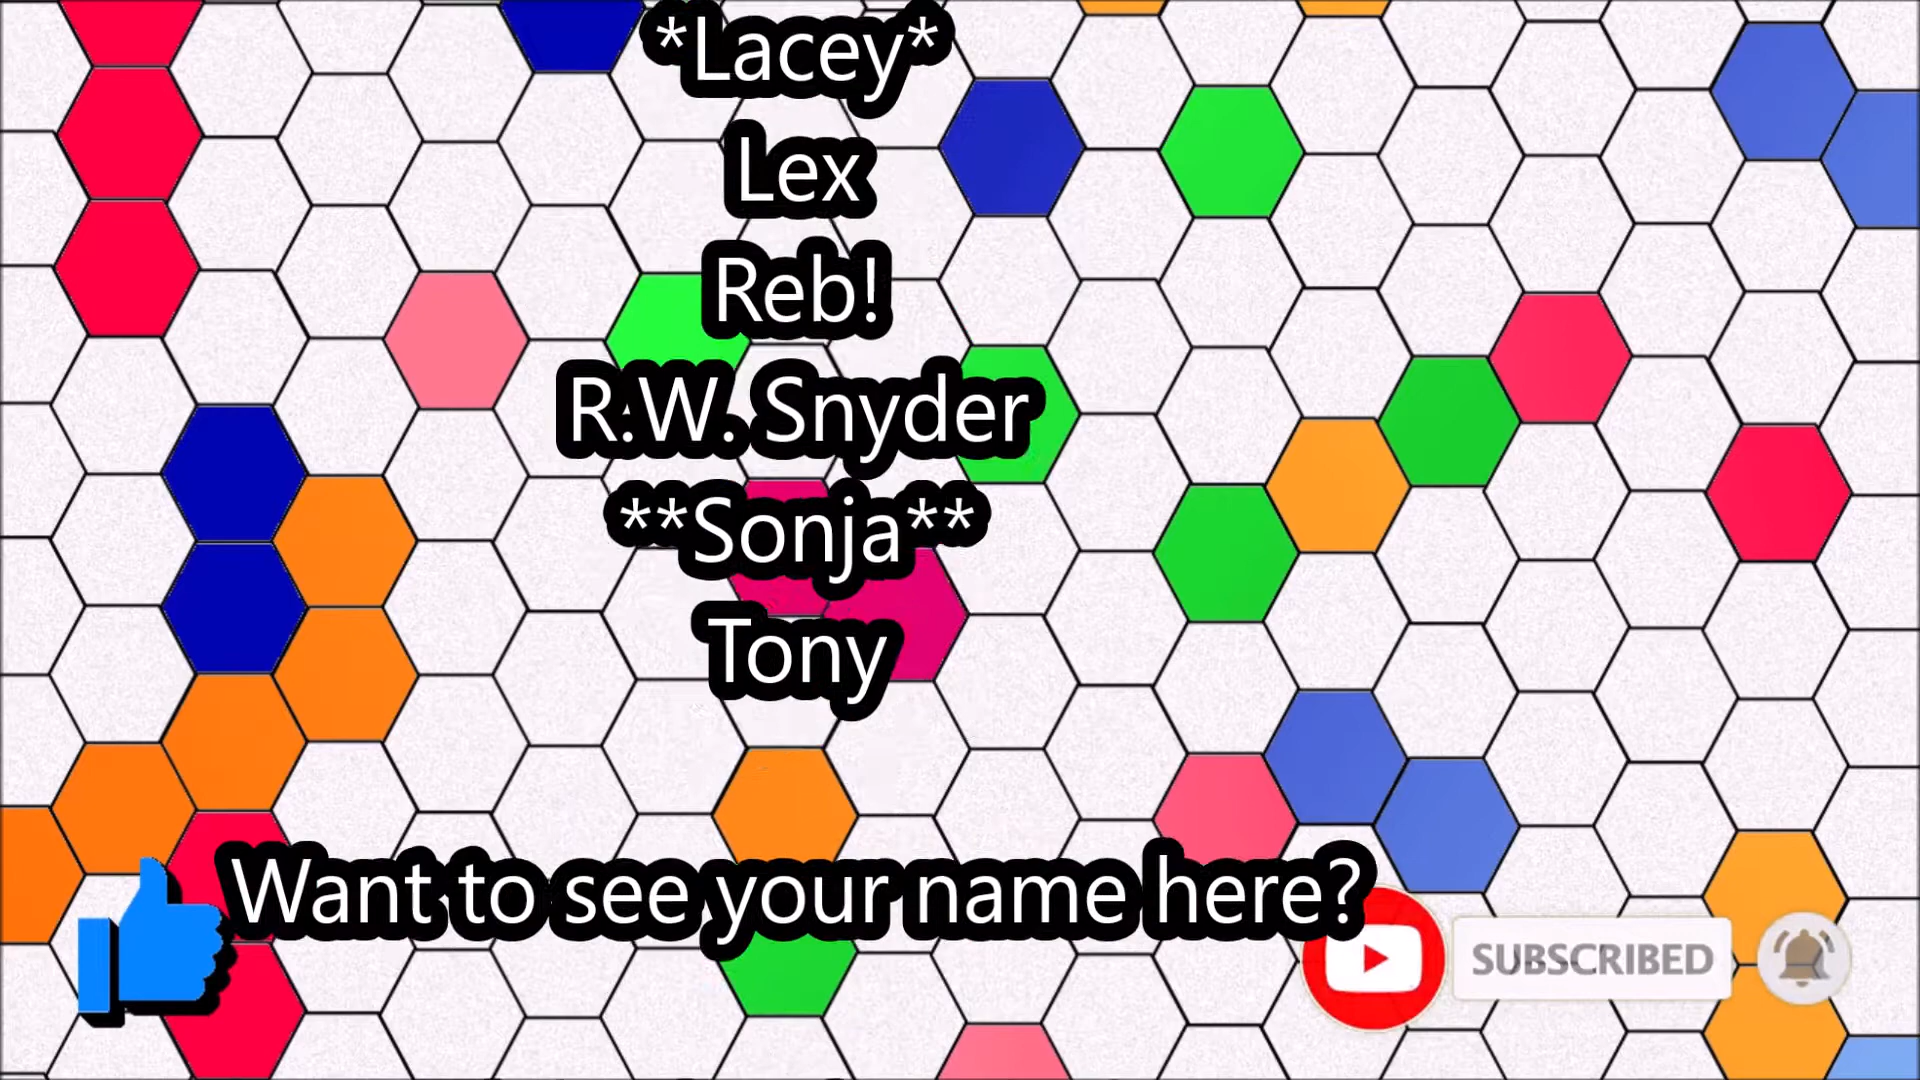 *Lacey*
Lex
Reb!
R.W. Snyder
**Sonja**
Tony
Want to see your name here?
SUBSCRIBED